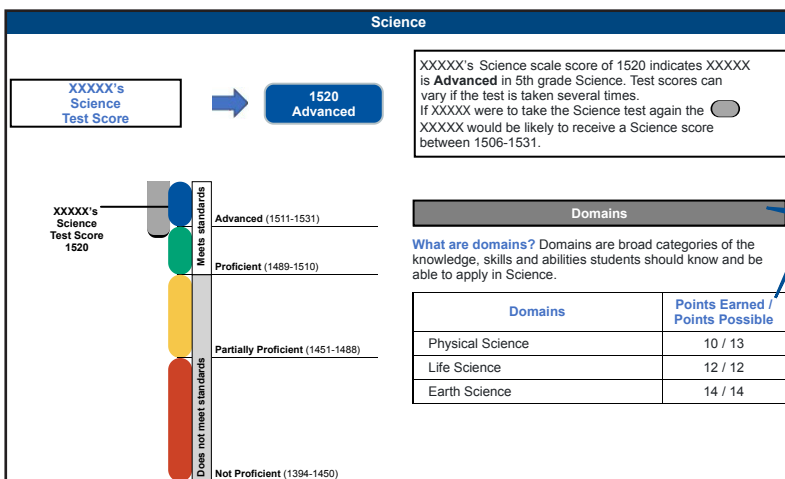 Science
XXXXX's
Science
Test Score
1520
Advanced
XXXXX's Science scale score of 1520 indicates XXXXX
is Advanced in 5th grade Science. Test scores can
vary if the test is taken several times.
If XXXXX were to take the Science test again the
XXXXX would be likely to receive a Science score
between 1506-1531.
XXXXX's
Science
Test Score
1520
Meets standards
Does not meet standards
Advanced (1511-1531)
Proficient (1489-1510)
Partially Proficient (1451-1488)
Not Proficient (1394-1450)
Domains
What are domains? Domains are broad categories of the
knowledge, skills and abilities students should know and be
able to apply in Science.
Domains
Points Earned /
Points Possible
Physical Science 10 / 13
Life Science 12 / 12
Earth Science 14 / 14